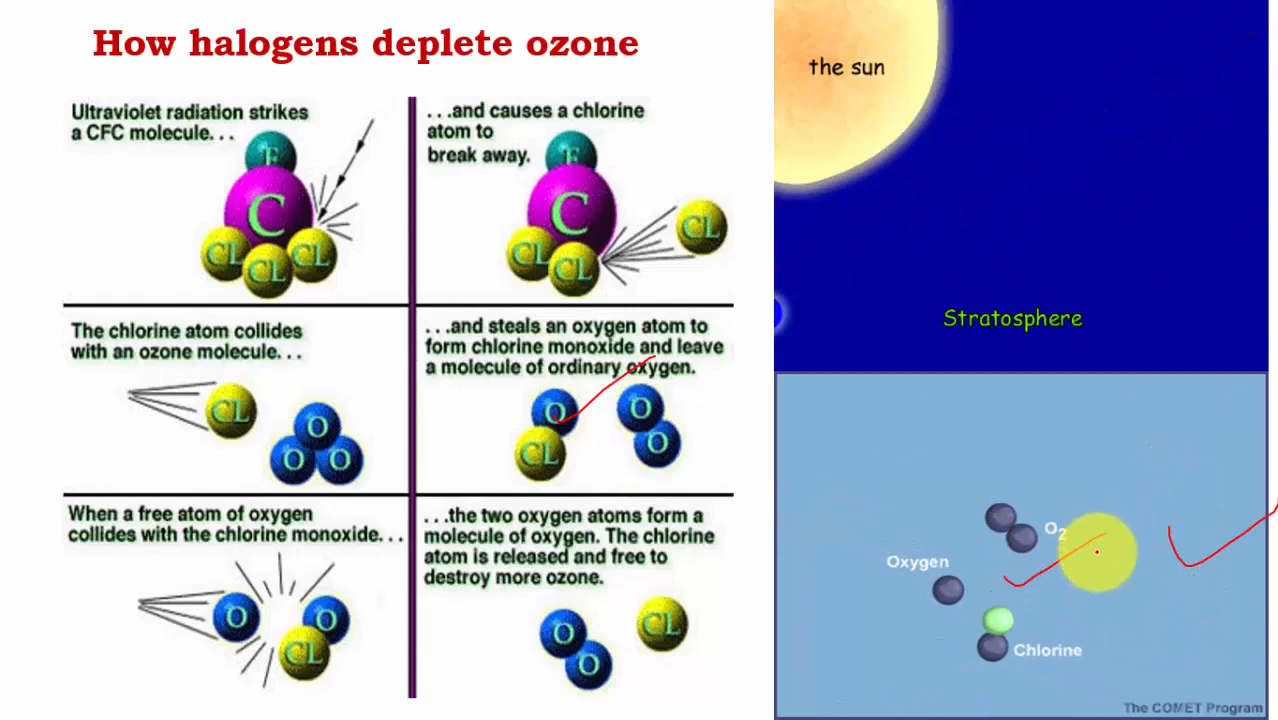 How halogens deplete ozone
Ultraviolet radiation strikes
a CFC molecule. . .
F
C
CL
CL
CL
. . .and causes a chlorine
atom to
break away.
F
C
CL
CL
CL
The chlorine atom collides
with an ozone molecule. . .
CL
O
O
O
. . .and steals an oxygen atom to
form chlorine monoxide and leave
a molecule of ordinary oxygen.
O
CL
O
O
When a free atom of oxygen
collides with the chlorine monoxide. . .
O
O
CL
. . .the two oxygen atoms form a
molecule of oxygen. The chlorine
atom is released and free to
destroy more ozone.
O
O
CL
the sun
Stratosphere
O2
Oxygen
Chlorine
The COMET Program